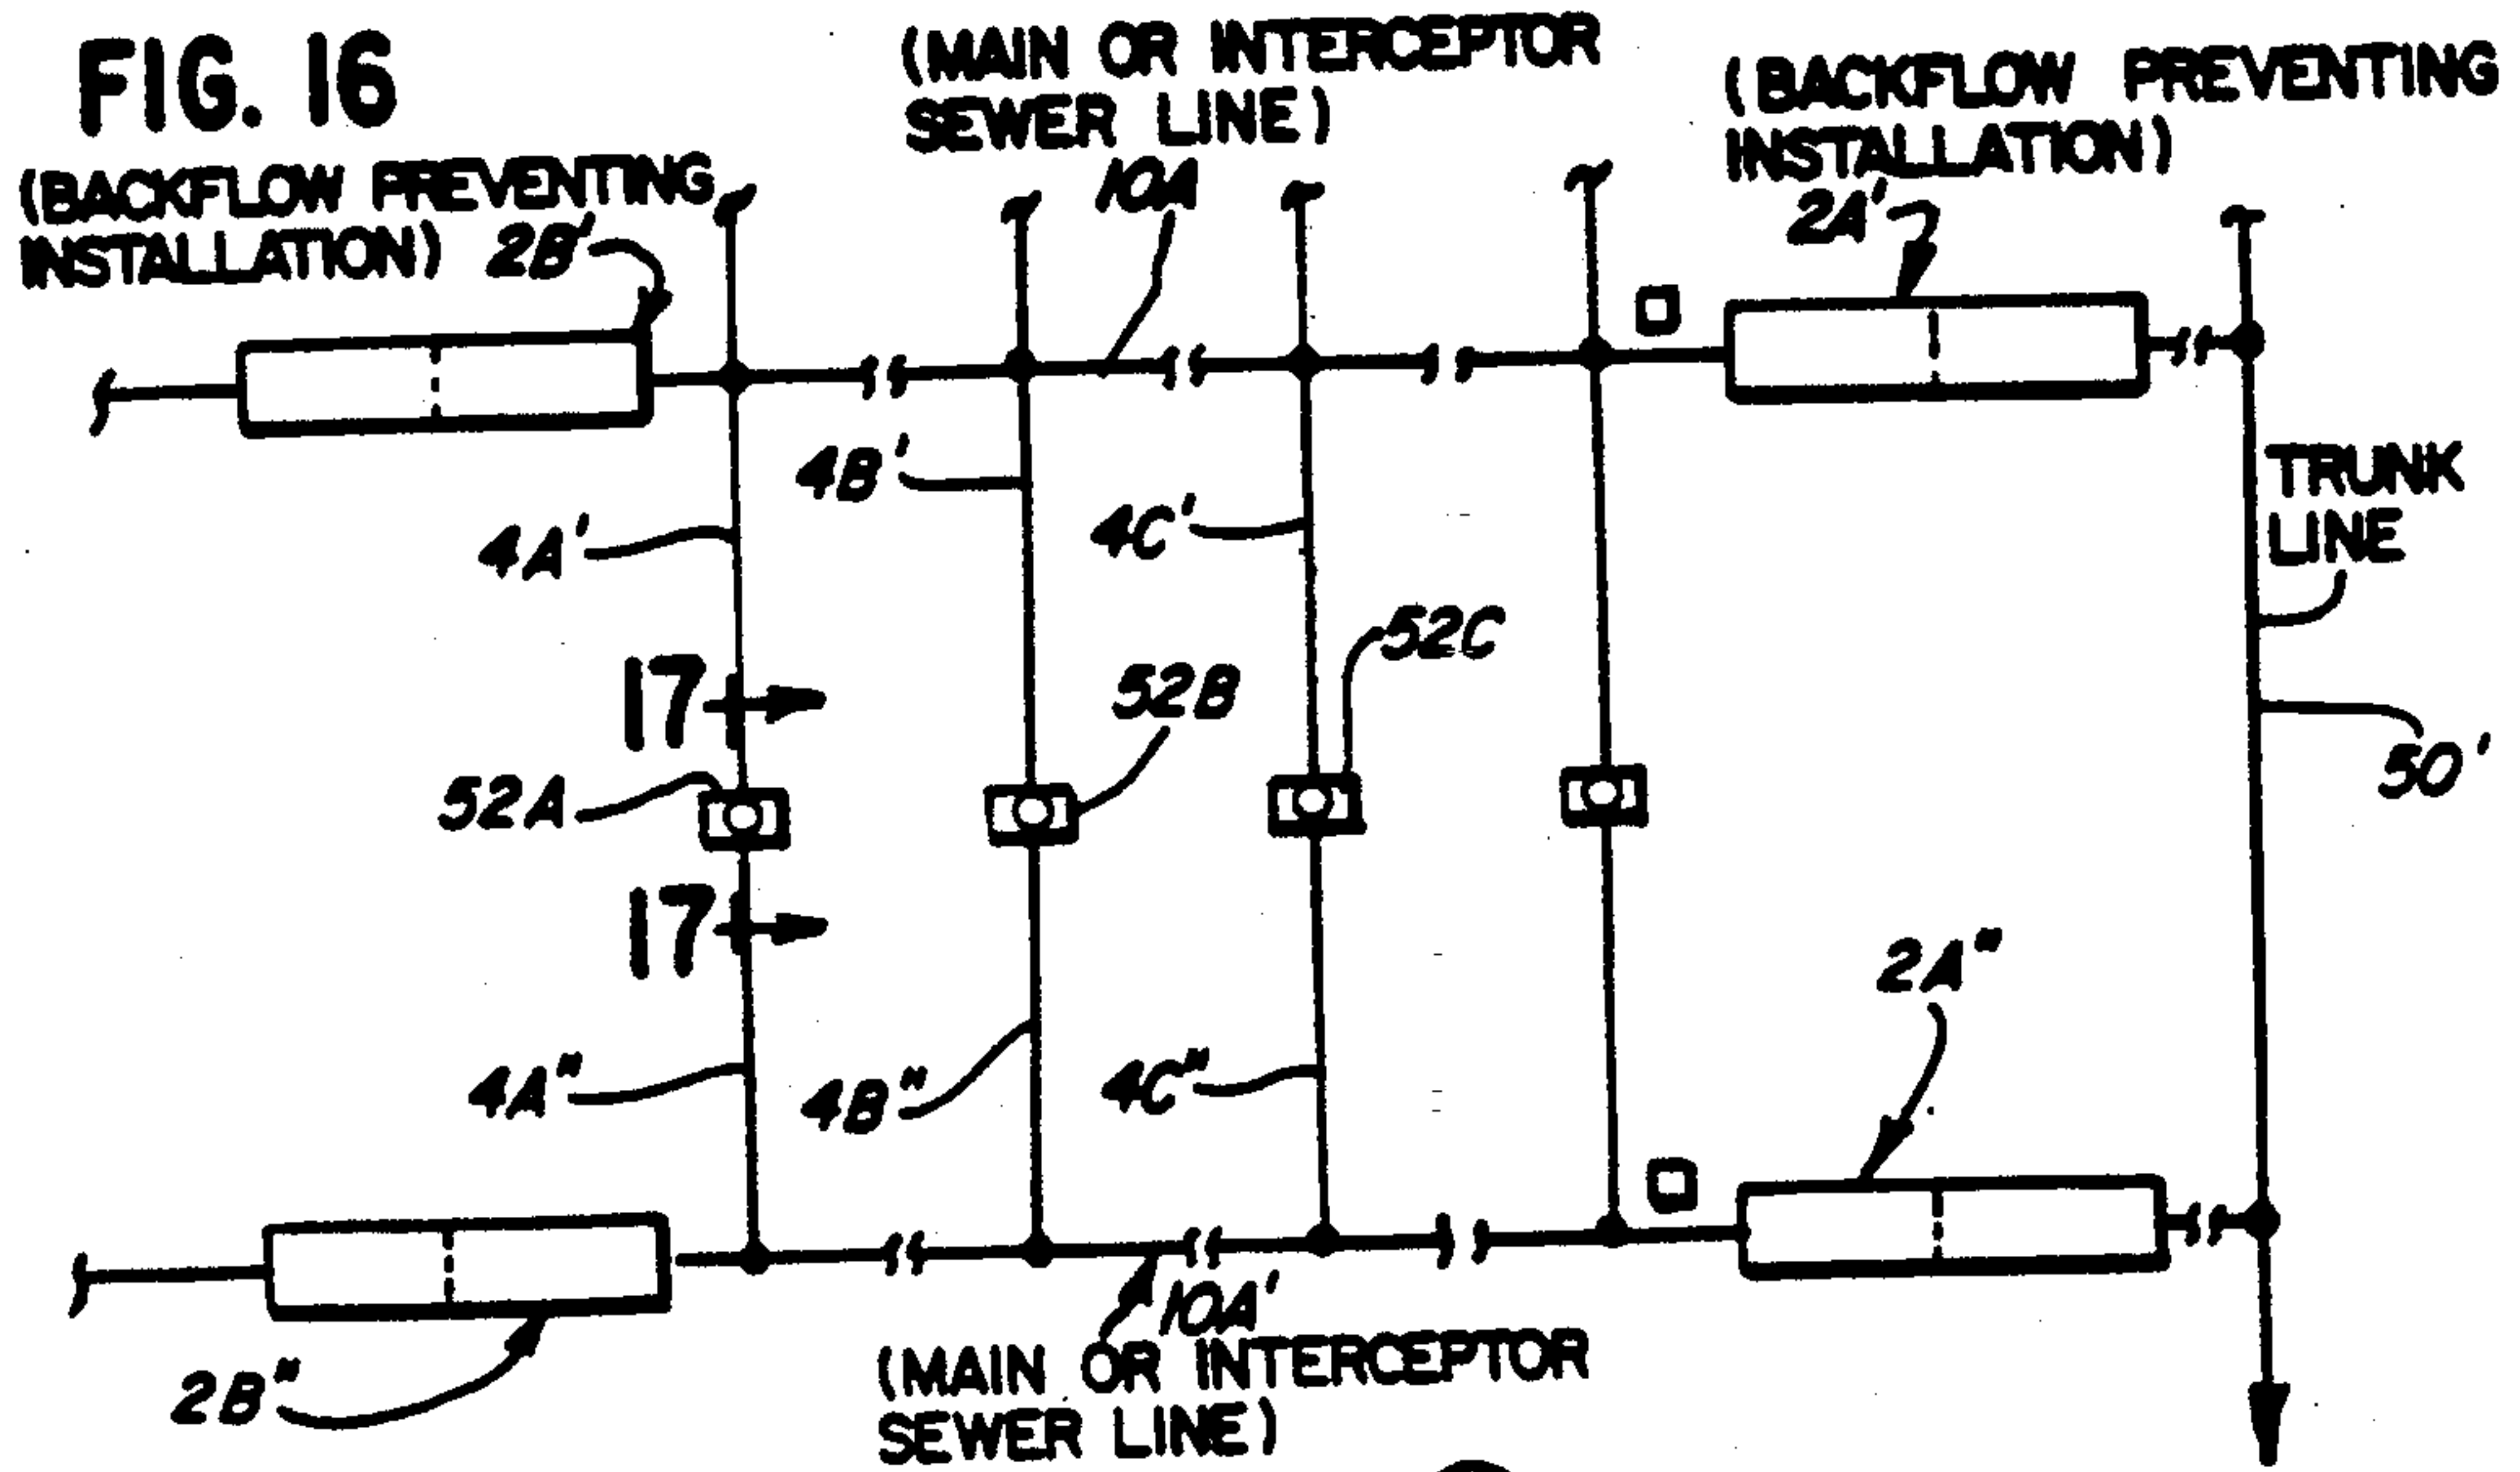 FIG. 16
(MAIN OR INTERCEPTOR
SEWER LINE)
(BACKFLOW PREVENTING
INSTALLATION)
(BACKFLOW PREVENTING
INSTALLATION)
2B'
10A
2A'
4B'
4A'
4C'
TRUNK
LINE
52C
17
52B
52A
50'
17
2A"
4A"
4B"
4C"
10A'
2B"
(MAIN OR INTERCEPTOR
SEWER LINE)